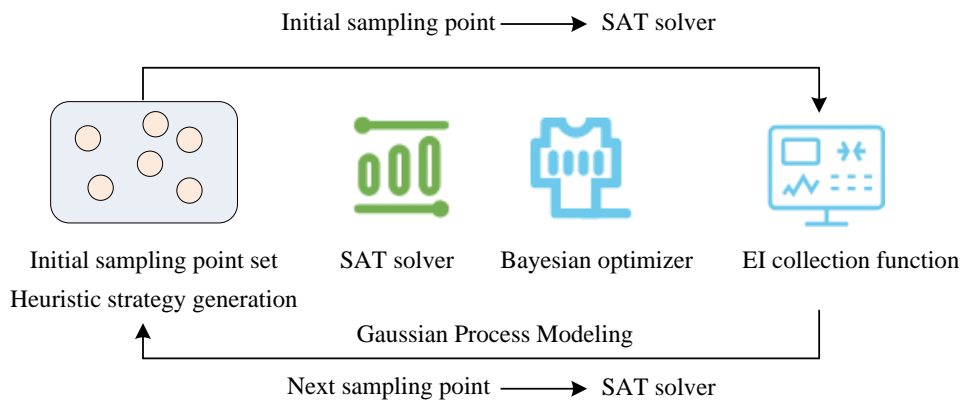 Initial sampling point SAT solver
Initial sampling point set SAT solver Bayesian optimizer EI collection function
Heuristic strategy generation
Gaussian Process Modeling
Next sampling point SAT solver